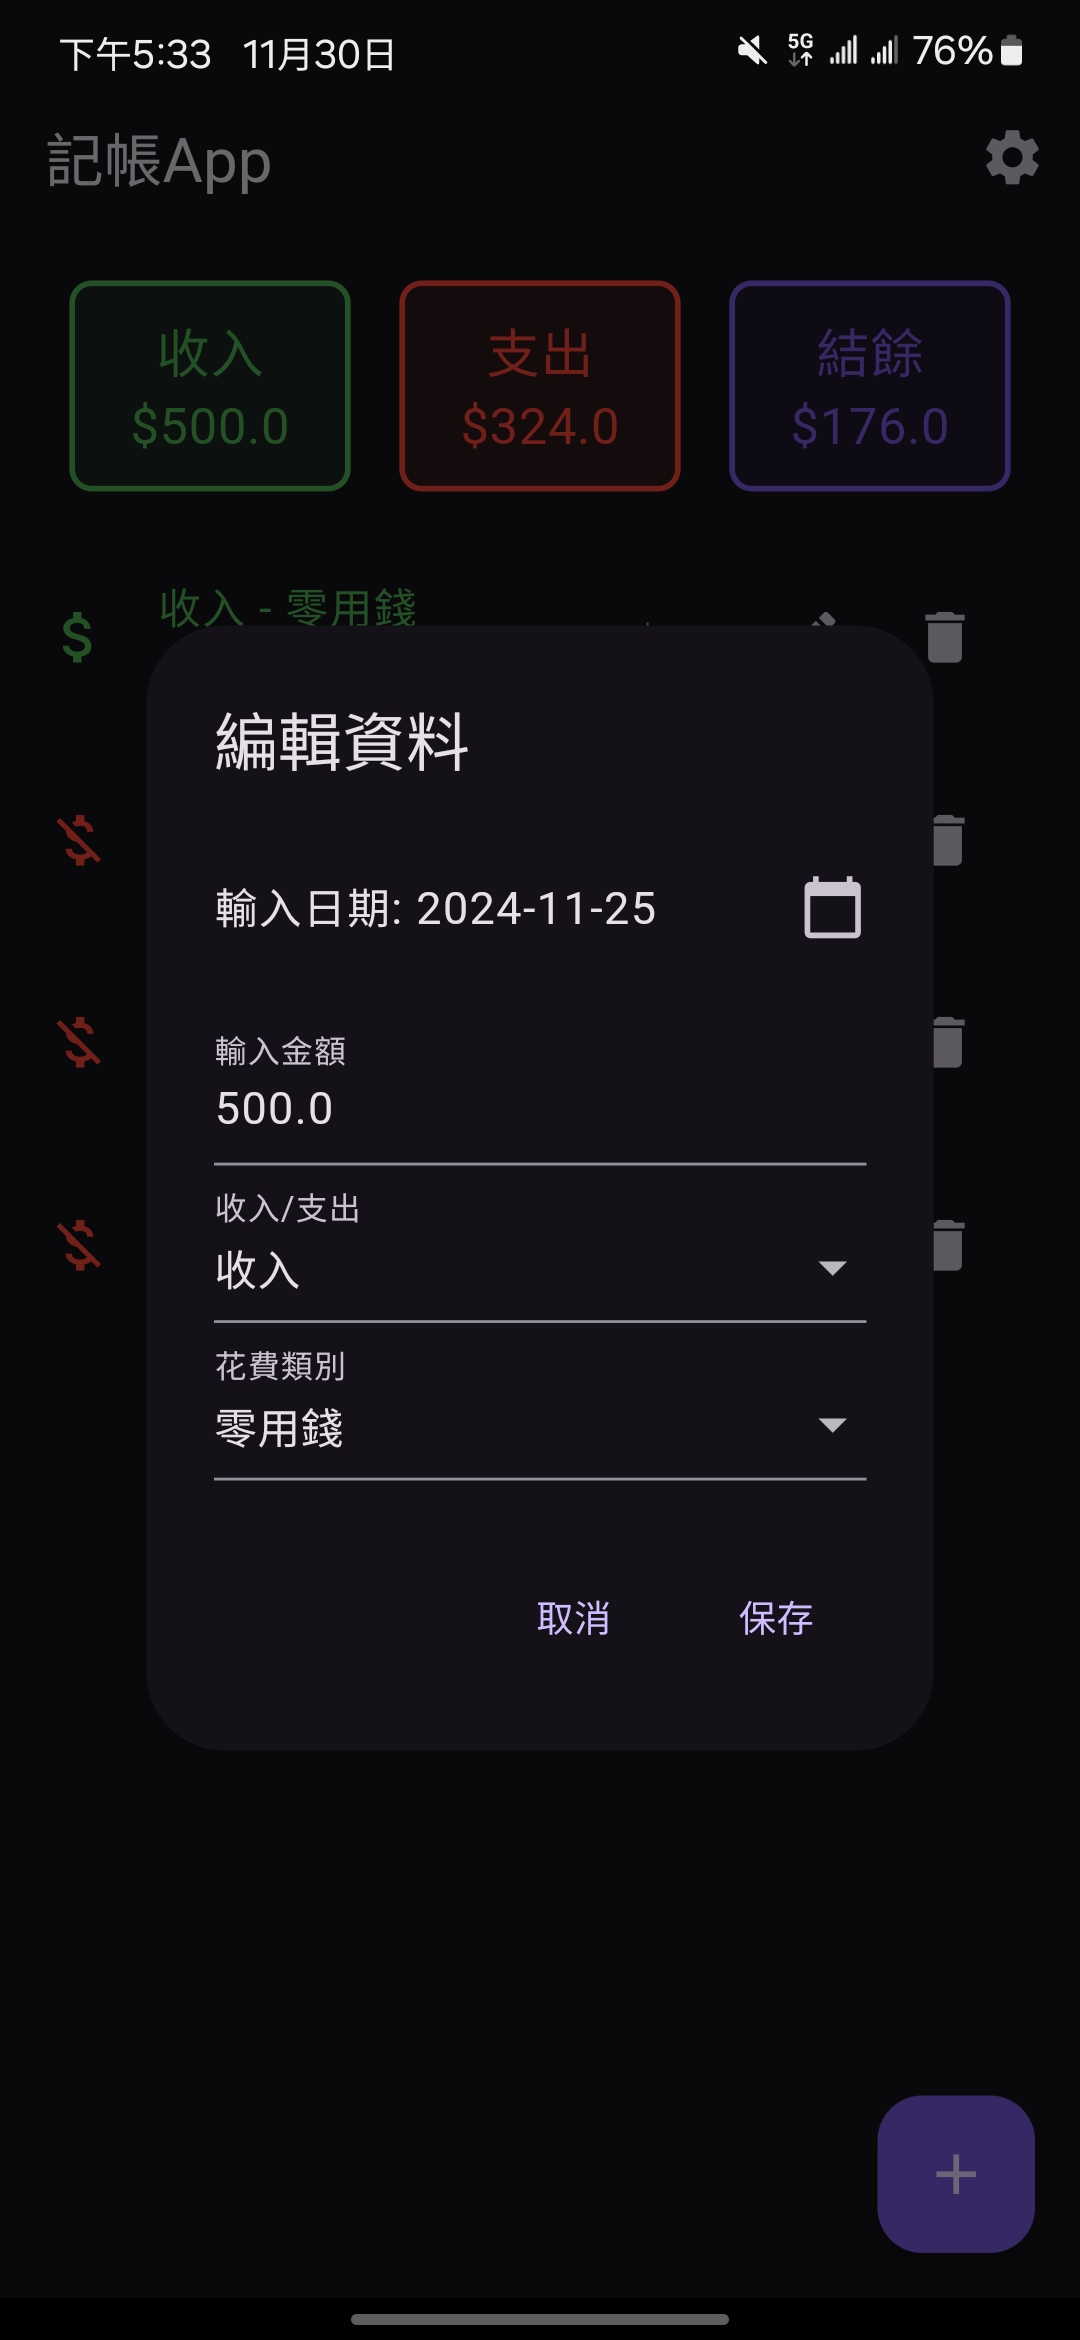 下午5:33 11月30日 5G 76%
記帳App
收入 支出 結餘
$500.0 $324.0 $176.0
收入 - 零用錢
編輯資料
輸入日期: 2024-11-25
輸入金額
500.0
收入/支出
收入
花費類別
零用錢
取消 保存